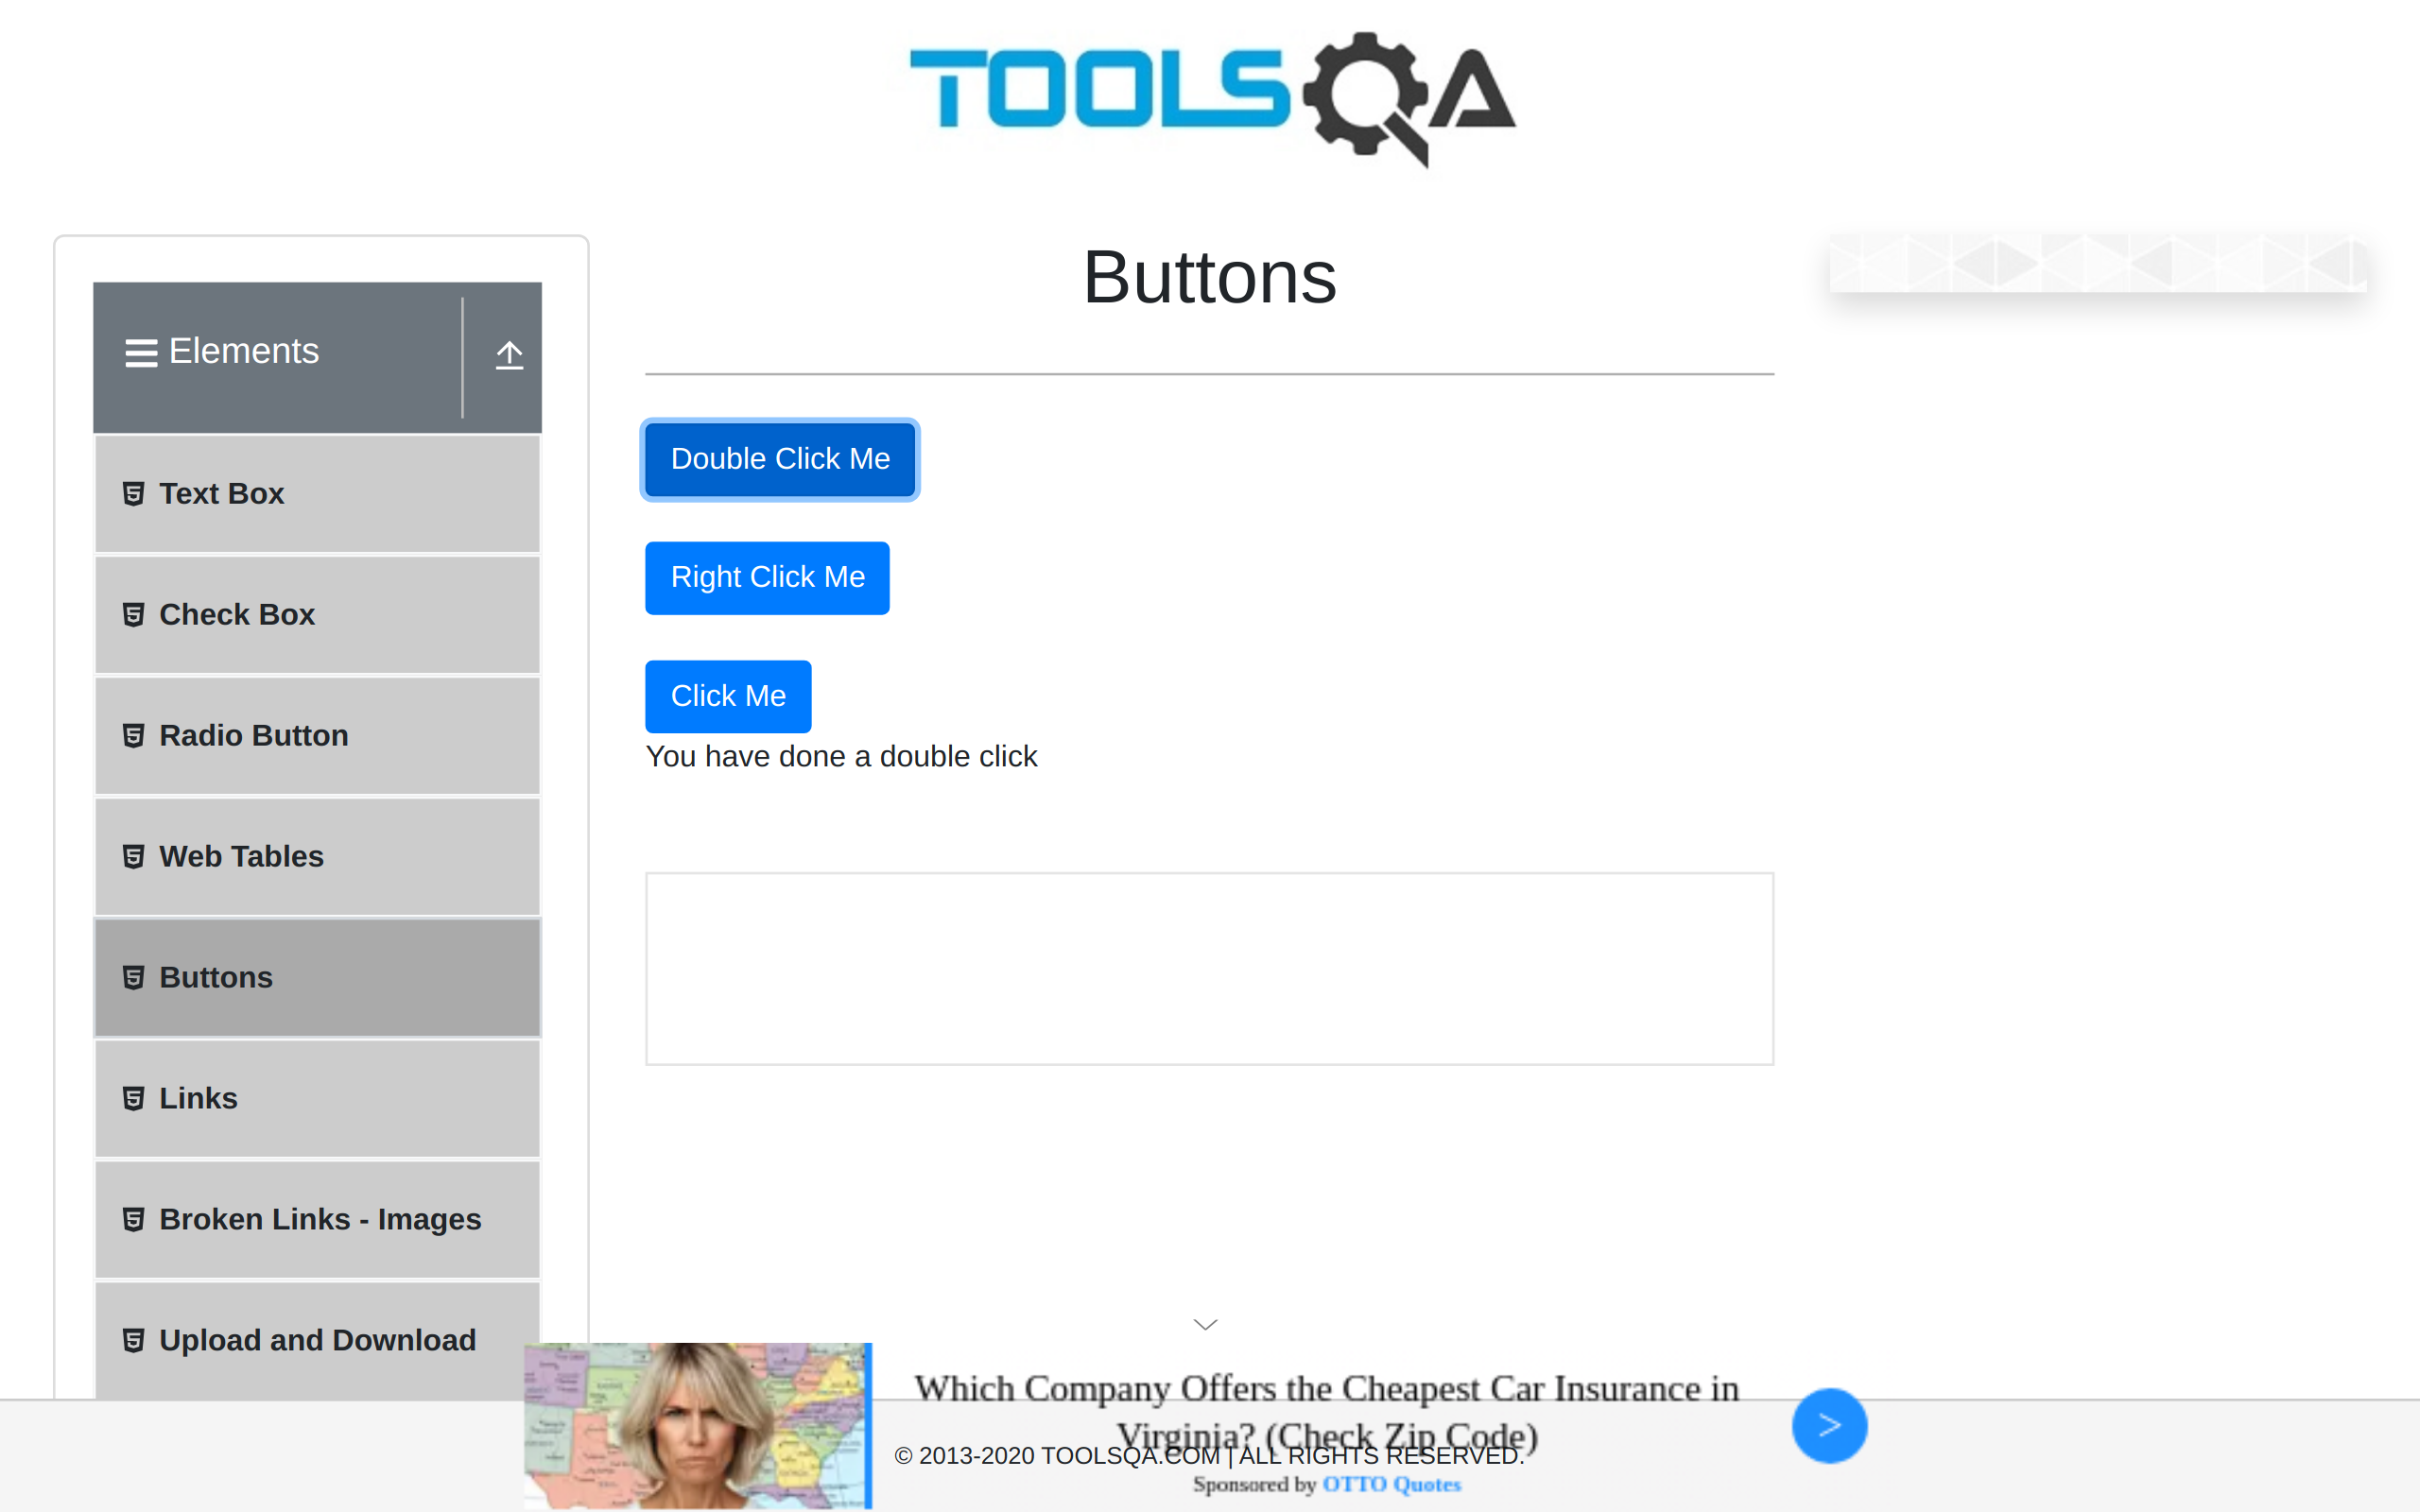 TOOLSQA
Buttons
Elements
Text Box
Check Box
Radio Button
Web Tables
Buttons
Links
Broken Links - Images
Upload and Download
Double Click Me
Right Click Me
Click Me
You have done a double click
Which Company Offers the Cheapest Car Insurance in
Virginia? (Check Zip Code)
© 2013-2020 TOOLSQA.COM | ALL RIGHTS RESERVED.
Sponsored by OTTO Quotes
>